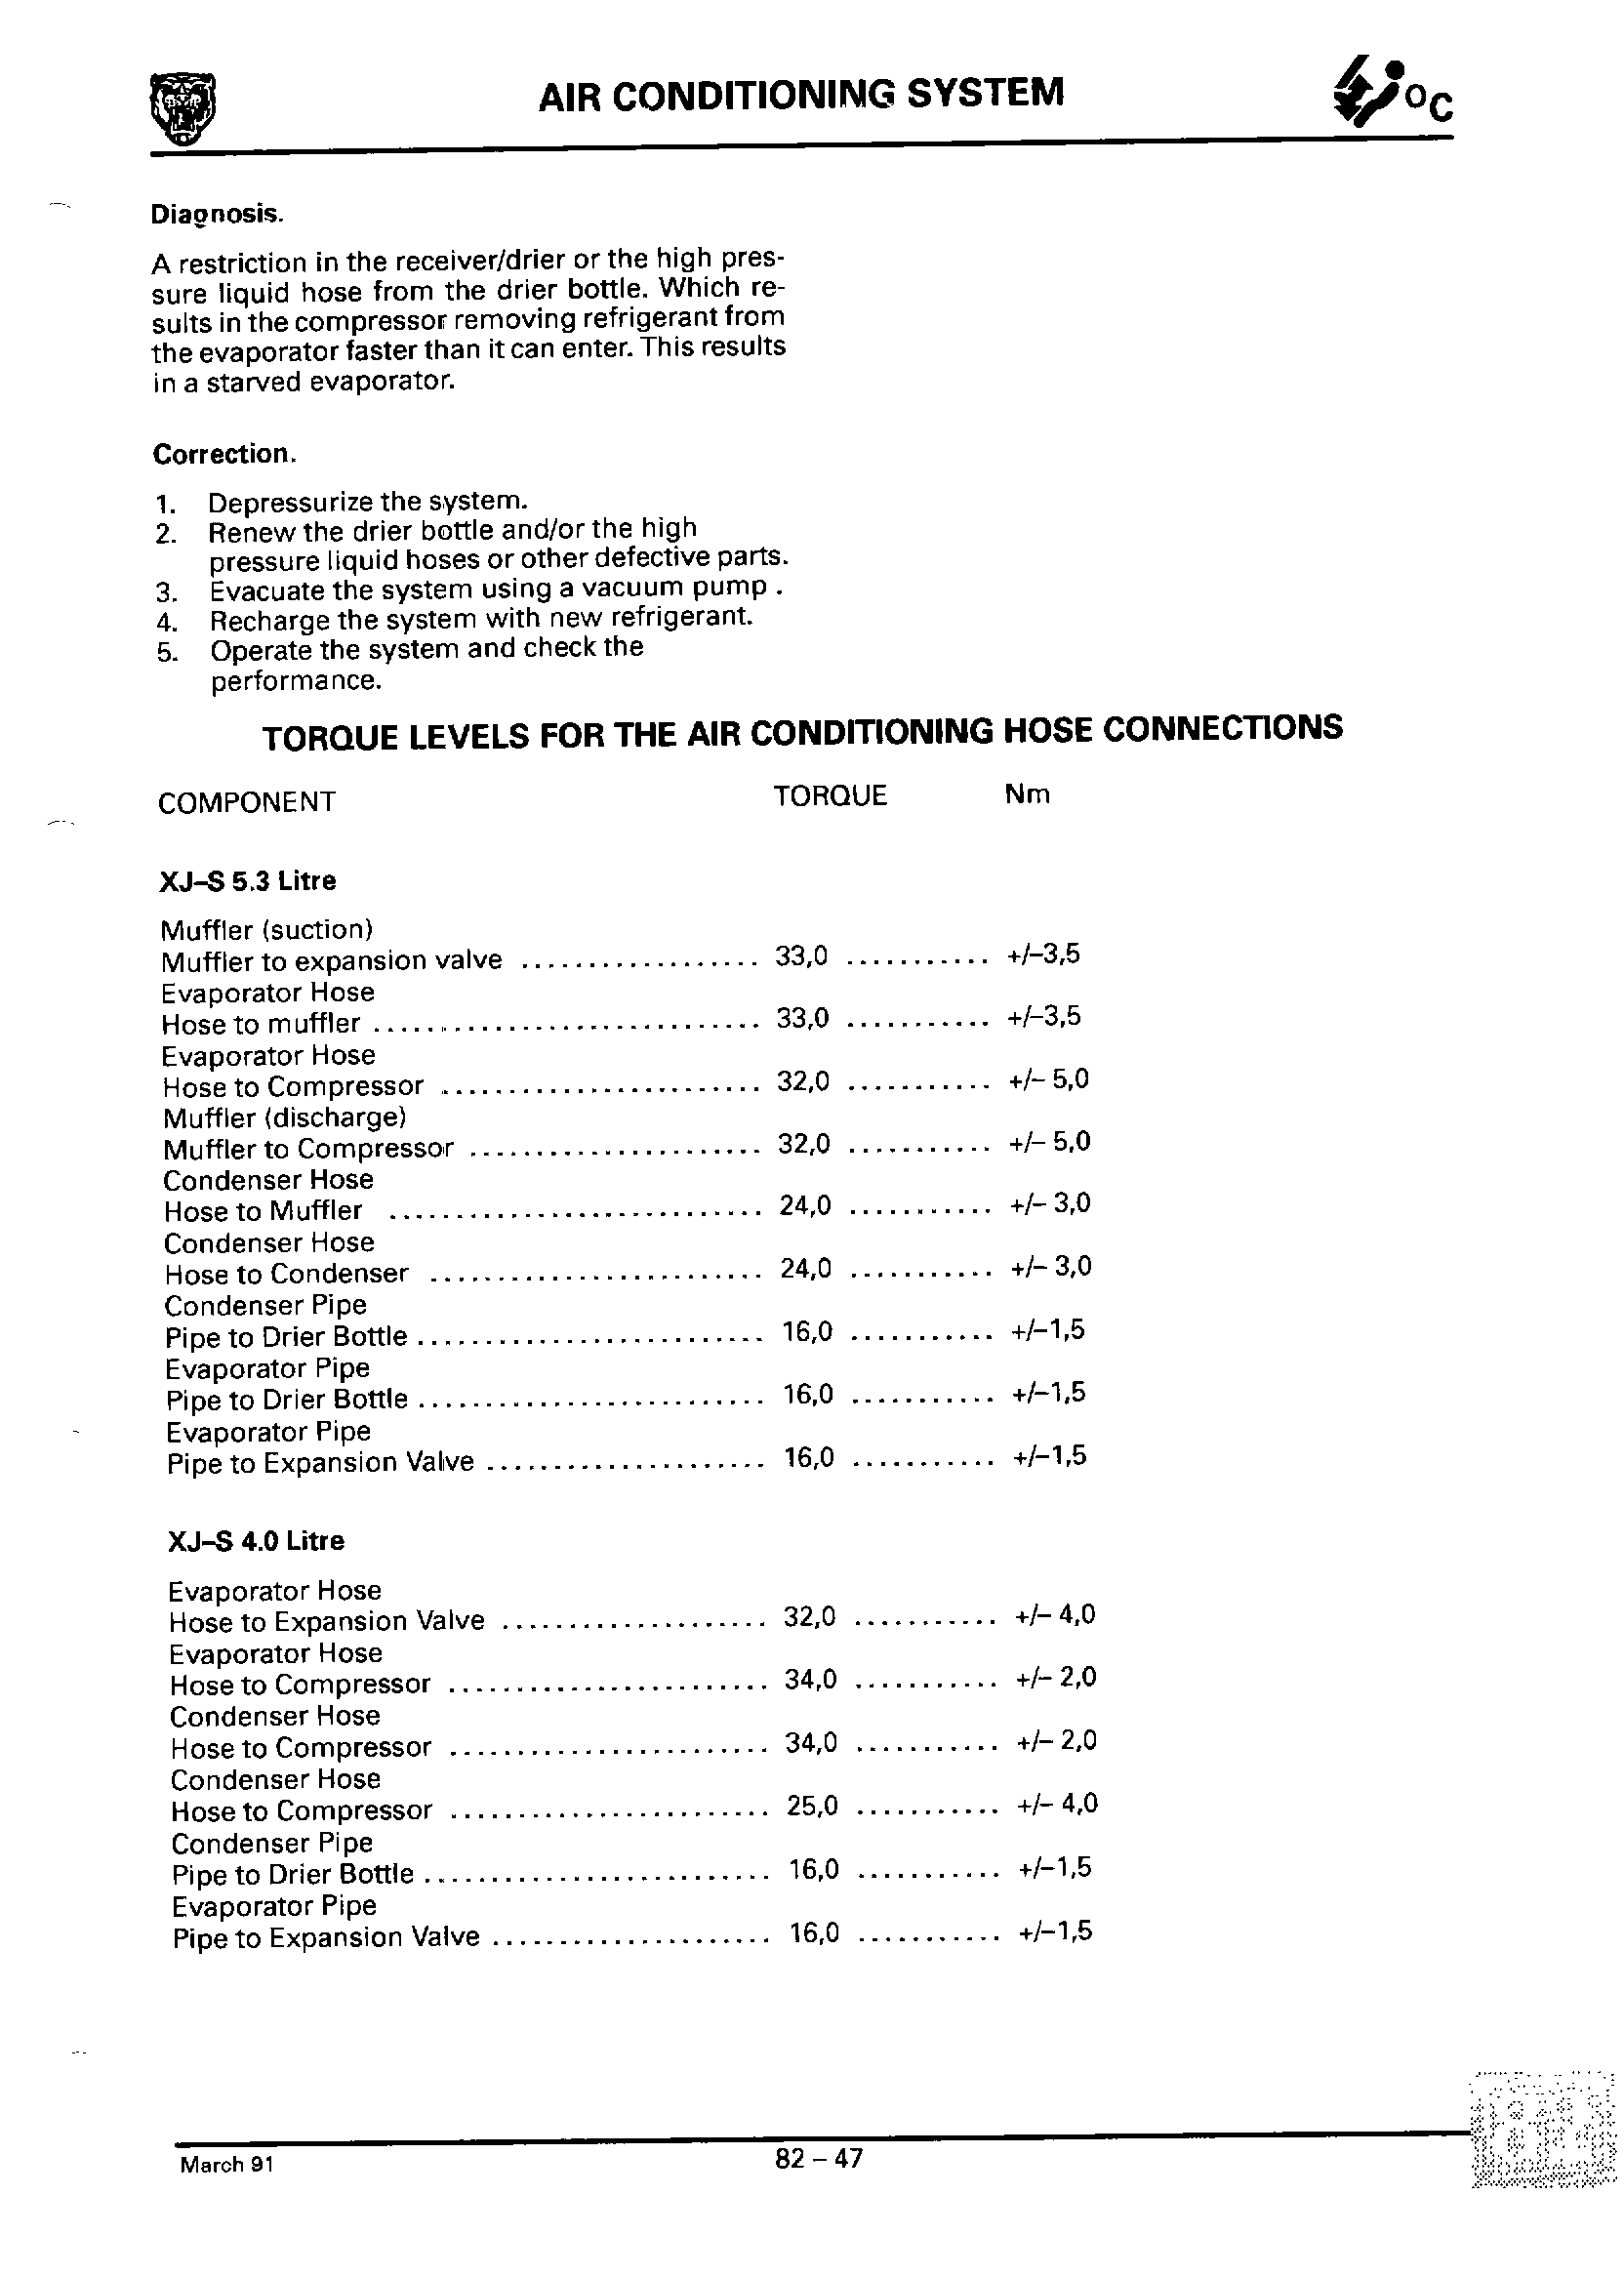 AIR CONDITIONING SYSTEM
°C
Diagnosis.
A restriction in the receiver/drier or the high pres-
sure liquid hose from the drier bottle. Which re-
sults in the compressor removing refrigerant from
the evaporator faster than it can enter. This results
in a starved evaporator.
Correction.
1. Depressurize the system.
2. Renew the drier bottle and/or the high
pressure liquid hoses or other defective parts.
3. Evacuate the system using a vacuum pump .
4. Recharge the system with new refrigerant.
5. Operate the system and check the
performance.
TORQUE LEVELS FOR THE AIR CONDITIONING HOSE CONNECTIONS
COMPONENT TORQUE Nm
XJ–S 5.3 Litre
Muffler (suction)
Muffler to expansion valve .................. 33,0 ........... +/–3,5
Evaporator Hose
Hose to muffler ............................. 33,0 ........... +/–3,5
Evaporator Hose
Hose to Compressor ........................ 32,0 ........... +/– 5,0
Muffler (discharge)
Muffler to Compressor ...................... 32,0 ........... +/– 5,0
Condenser Hose
Hose to Muffler ............................ 24,0 ........... +/– 3,0
Condenser Hose
Hose to Condenser ......................... 24,0 ........... +/– 3,0
Condenser Pipe
Pipe to Drier Bottle .......................... 16,0 ........... +/–1,5
Evaporator Pipe
Pipe to Drier Bottle .......................... 16,0 ........... +/–1,5
Evaporator Pipe
Pipe to Expansion Valve ..................... 16,0 ........... +/–1,5
XJ–S 4.0 Litre
Evaporator Hose
Hose to Expansion Valve .................... 32,0 ........... +/– 4,0
Evaporator Hose
Hose to Compressor ........................ 34,0 ........... +/– 2,0
Condenser Hose
Hose to Compressor ........................ 34,0 ........... +/– 2,0
Condenser Hose
Hose to Compressor ........................ 25,0 ........... +/– 4,0
Condenser Pipe
Pipe to Drier Bottle .......................... 16,0 ........... +/–1,5
Evaporator Pipe
Pipe to Expansion Valve ..................... 16,0 ........... +/–1,5
March 91 82 – 47